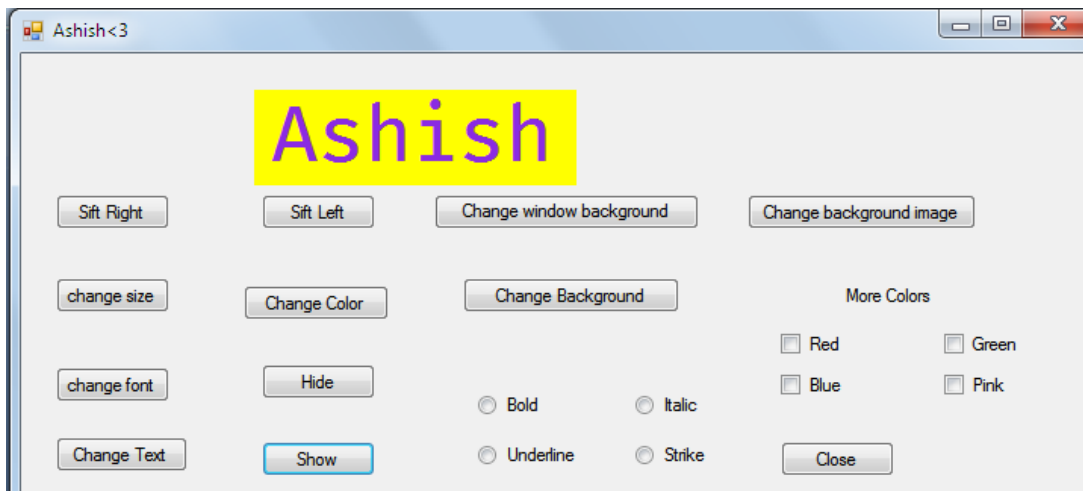 Ashish<3
Ashish
Sift Right Sift Left Change window background Change background image
change size Change Color Change Background More Colors
Red Green
change font Hide Blue Pink
Bold Italic
Change Text Show Underline Strike Close